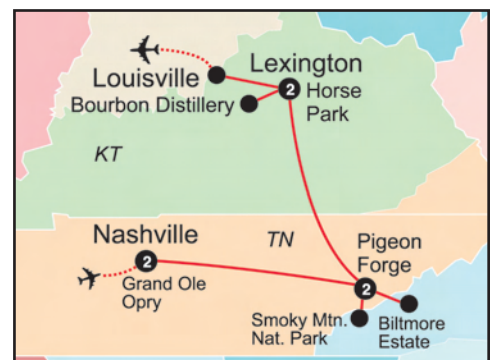 Louisville
Lexington
2
Horse
Park
Bourbon Distillery
KT
Nashville
TN
Pigeon
Forge
2
Grand Ole
Opry
2
Smoky Mtn.
Nat. Park
Biltmore
Estate